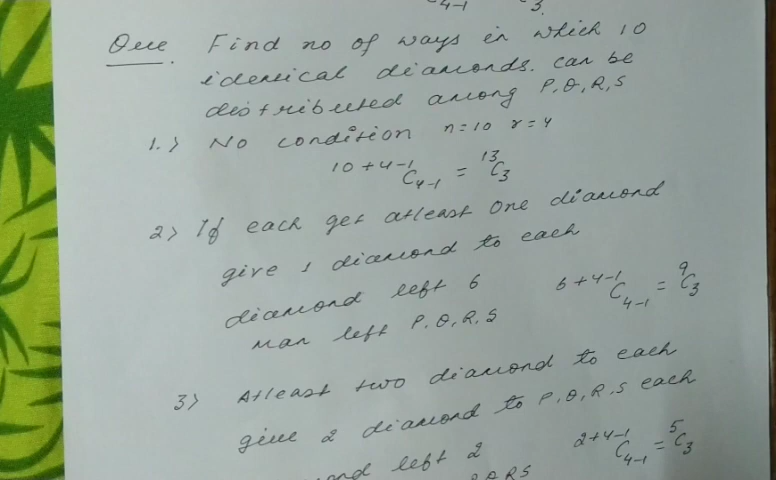 4-1 3.
Que. Find no of ways in which 10
identical diamonds. can be
distributed among P, Q, R, S
1.> No condition n=10 r=4
10+4-1C4-1 = 13C3
2> If each get atleast one diamond
give 1 diamond to each
diamond left 6 6+4-1C4-1 = 9C3
Man left P, Q, R, S
3> Atleast two diamond to each
give 2 diamond to P, Q, R, S each
left 2 2+4-1C4-1 = 5C3